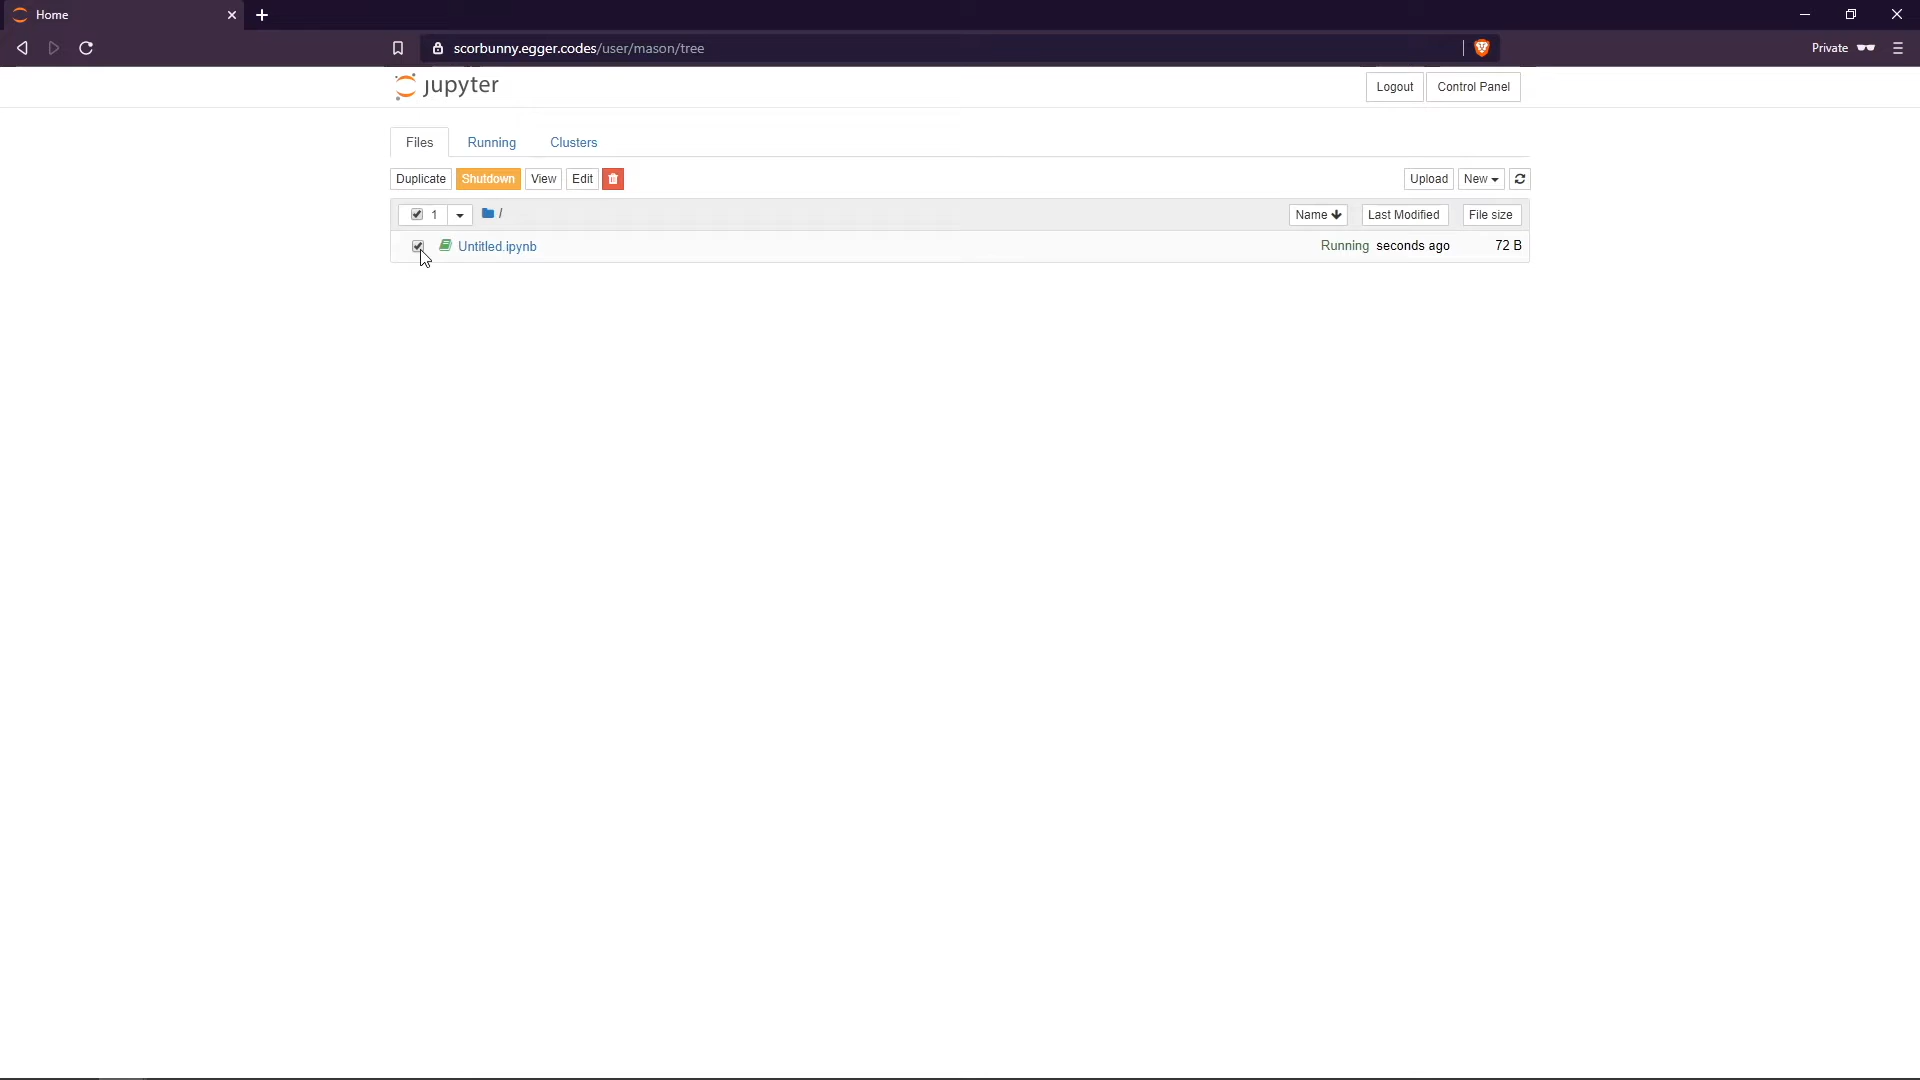 Home
scorbunny.egger.codes/user/mason/tree
Private
jupyter
Logout Control Panel
Files Running Clusters
Duplicate Shutdown View Edit Upload New
1 / Name Last Modified File size
Untitled.ipynb Running seconds ago 72 B